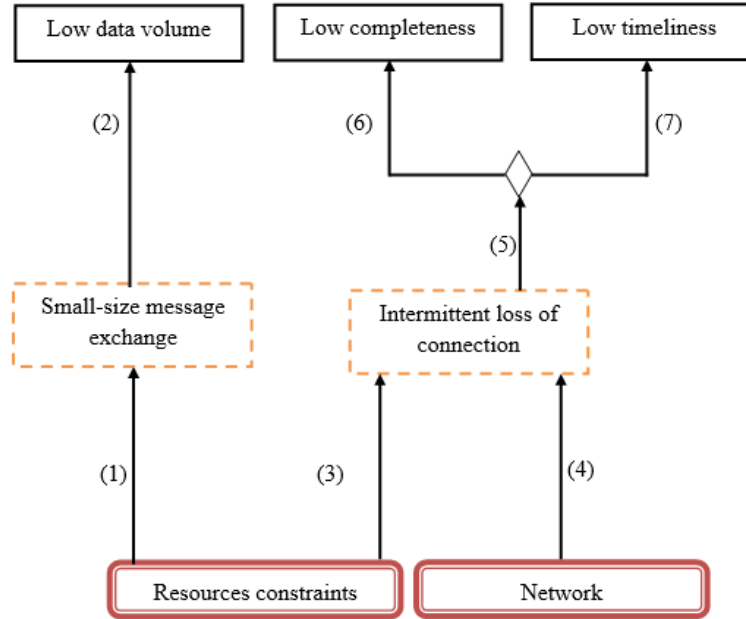 Low data volume
Low completeness
Low timeliness
(2)
(6)
(7)
(5)
Small-size message
exchange
Intermittent loss of
connection
(1)
(3)
(4)
Resources constraints
Network